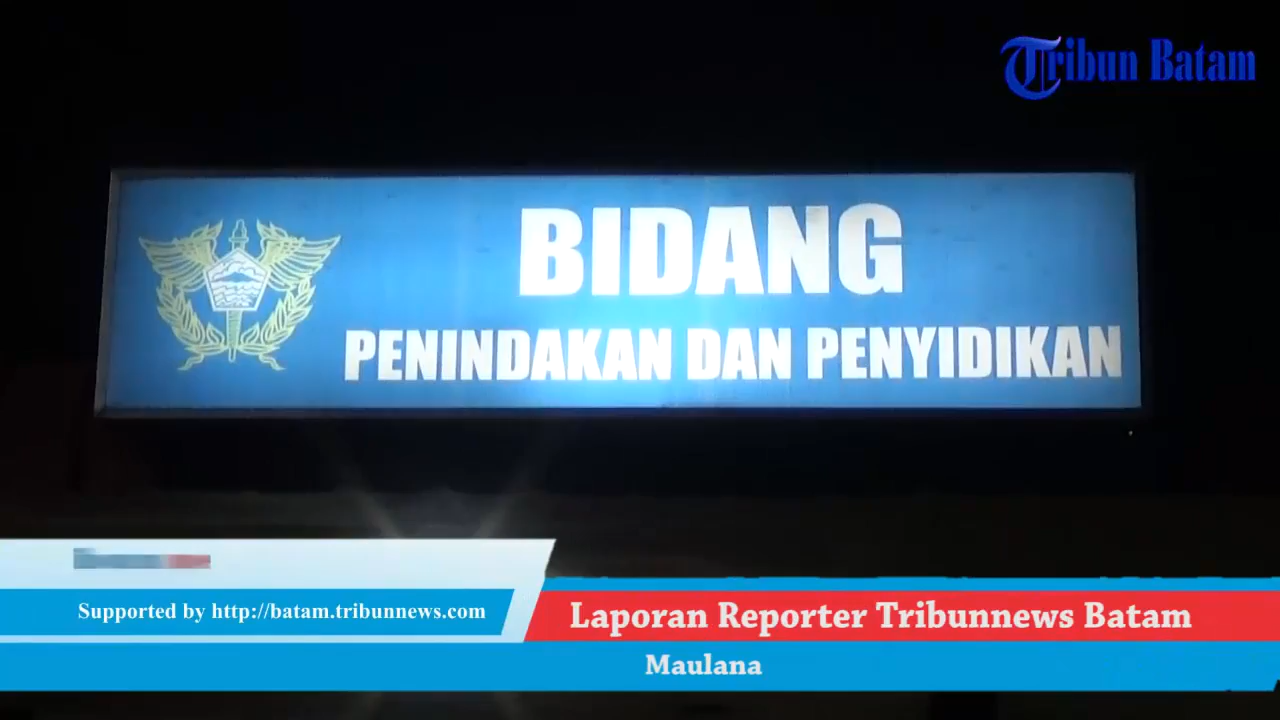 Tribun Batam
BIDANG
PENINDAKAN DAN PENYIDIKAN
Supported by http://batam.tribunnews.com
Laporan Reporter Tribunnews Batam
Maulana